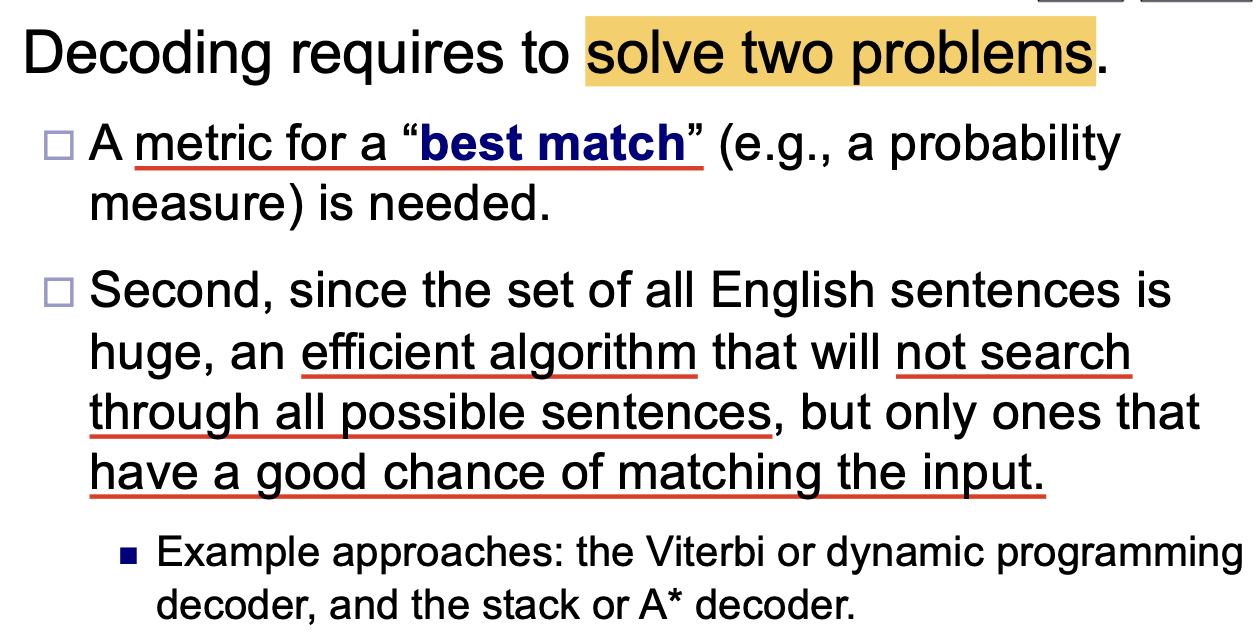 Decoding requires to solve two problems.
A metric for a “best match” (e.g., a probability
measure) is needed.
Second, since the set of all English sentences is
huge, an efficient algorithm that will not search
through all possible sentences, but only ones that
have a good chance of matching the input.
Example approaches: the Viterbi or dynamic programming
decoder, and the stack or A* decoder.